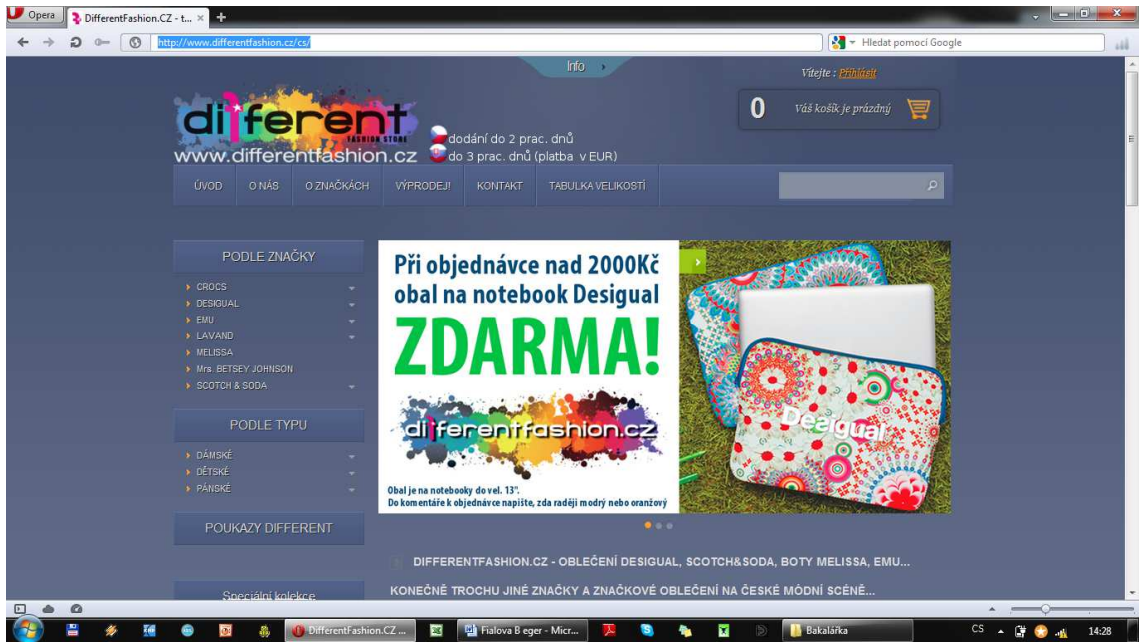 Opera
DifferentFashion.CZ - t...
http://www.differentfashion.cz/cs/
Hledat pomocí Google
Info
Vítejte : Přihlásit
different
FASHION STORE
www.differentfashion.cz
dodání do 2 prac. dnů
do 3 prac. dnů (platba v EUR)
0 Váš košík je prázdný
ÚVOD O NÁS O ZNAČKÁCH VÝPRODEJ! KONTAKT TABULKA VELIKOSTÍ
PODLE ZNAČKY
CROCS
DESIGUAL
EMU
LAVAND
MELISSA
Mrs. BETSEY JOHNSON
SCOTCH & SODA
PODLE TYPU
DÁMSKÉ
DĚTSKÉ
PÁNSKÉ
POUKAZY DIFFERENT
Speciální kolekce
Při objednávce nad 2000Kč
obal na notebook Desigual
ZDARMA!
differentfashion.cz
Obal je na notebooky do vel. 13".
Do komentáře k objednávce napište, zda raději modrý nebo oranžový
Desigual
DIFFERENTFASHION.CZ - OBLEČENÍ DESIGUAL, SCOTCH&SODA, BOTY MELISSA, EMU...
KONEČNĚ TROCHU JINÉ ZNAČKY A ZNAČKOVÉ OBLEČENÍ NA ČESKÉ MÓDNÍ SCÉNĚ...
DifferentFashion.CZ ...
Fialova B eger - Micr...
Bakalářka
CS
14:28